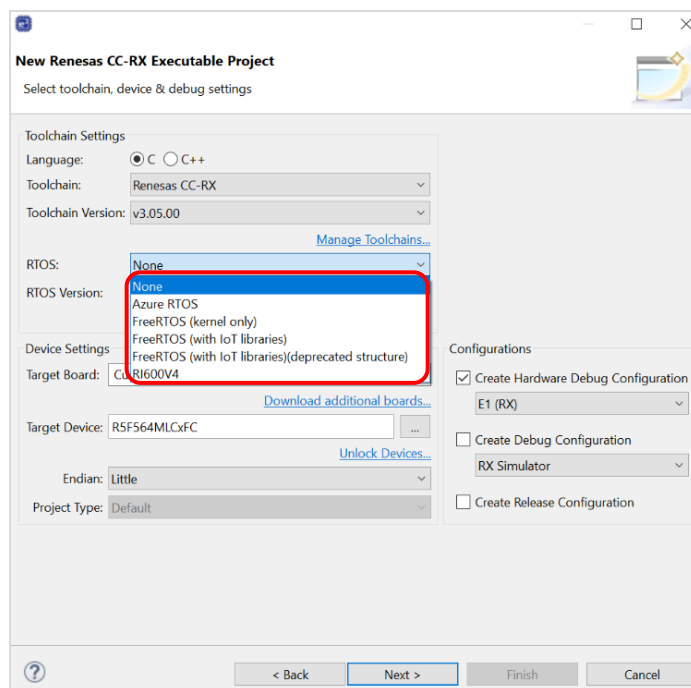 New Renesas CC-RX Executable Project
Select toolchain, device & debug settings
Toolchain Settings
Language: C C++
Toolchain: Renesas CC-RX
Toolchain Version: v3.05.00
Manage Toolchains...
RTOS: None
RTOS Version: None
Azure RTOS
FreeRTOS (kernel only)
FreeRTOS (with IoT libraries)
FreeRTOS (with IoT libraries)(deprecated structure)
RI600V4
Device Settings
Target Board: Cu
Download additional boards...
Target Device: R5F564MLCxFC ...
Unlock Devices...
Endian: Little
Project Type: Default
Configurations
Create Hardware Debug Configuration
E1 (RX)
Create Debug Configuration
RX Simulator
Create Release Configuration
? < Back Next > Finish Cancel